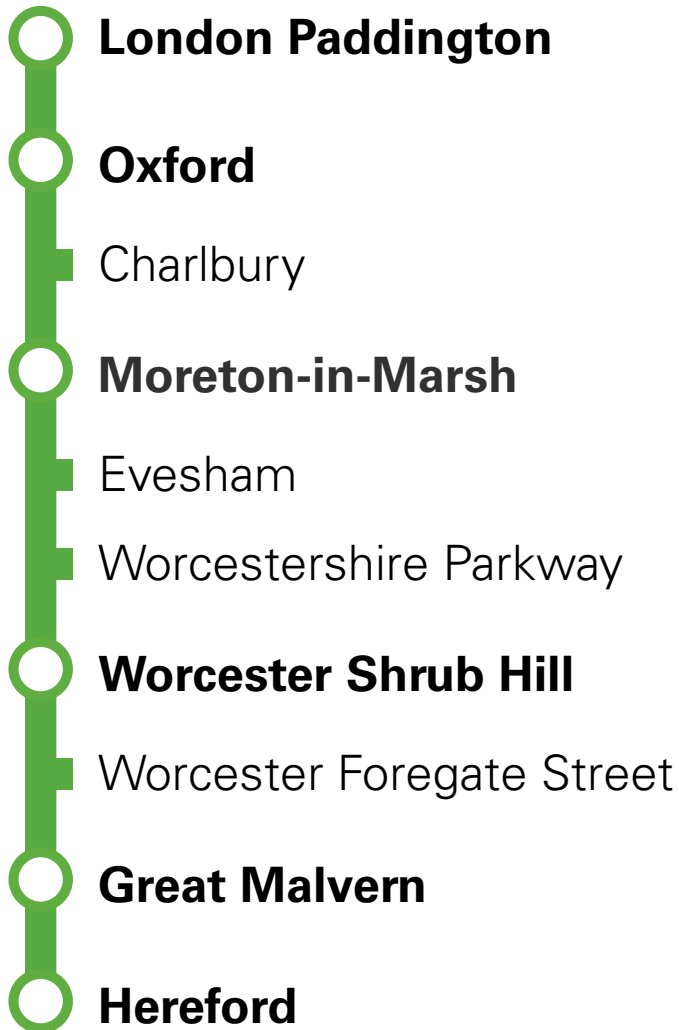 London Paddington
Oxford
Charlbury
Moreton-in-Marsh
Evesham
Worcestershire Parkway
Worcester Shrub Hill
Worcester Foregate Street
Great Malvern
Hereford